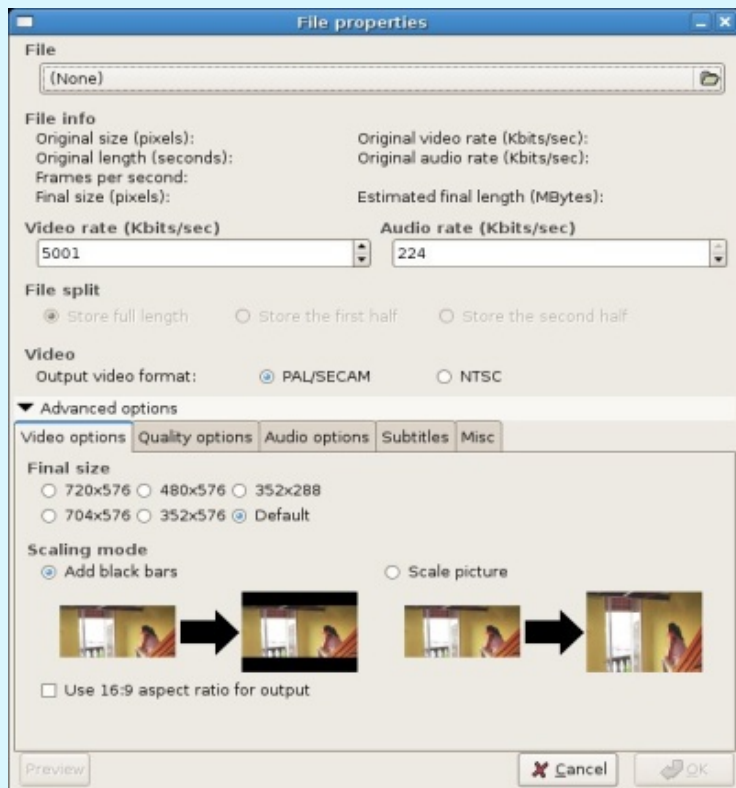 File properties
File
(None)
File info
Original size (pixels): Original video rate (Kbits/sec):
Original length (seconds): Original audio rate (Kbits/sec):
Frames per second:
Final size (pixels): Estimated final length (MBytes):
Video rate (Kbits/sec) Audio rate (Kbits/sec)
5001 224
File split
Store full length Store the first half Store the second half
Video
Output video format: PAL/SECAM NTSC
Advanced options
Video options Quality options Audio options Subtitles Misc
Final size
720x576 480x576 352x288
704x576 352x576 Default
Scaling mode
Add black bars Scale picture
Use 16:9 aspect ratio for output
Preview Cancel OK